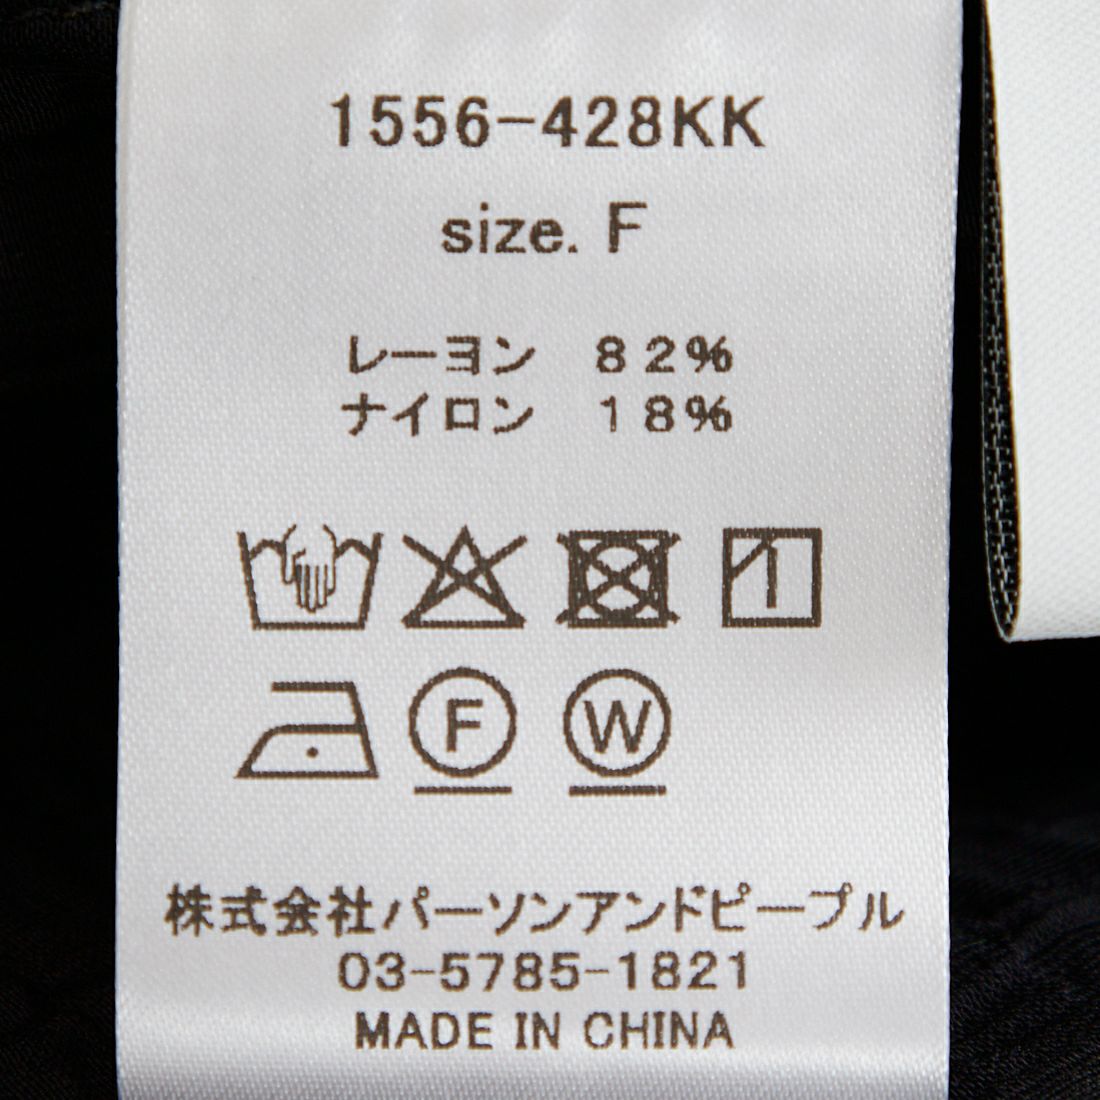 1556-428KK
size. F
レーヨン　８２％
ナイロン　１８％
F W
株式会社パーソンアンドピープル
03-5785-1821
MADE IN CHINA